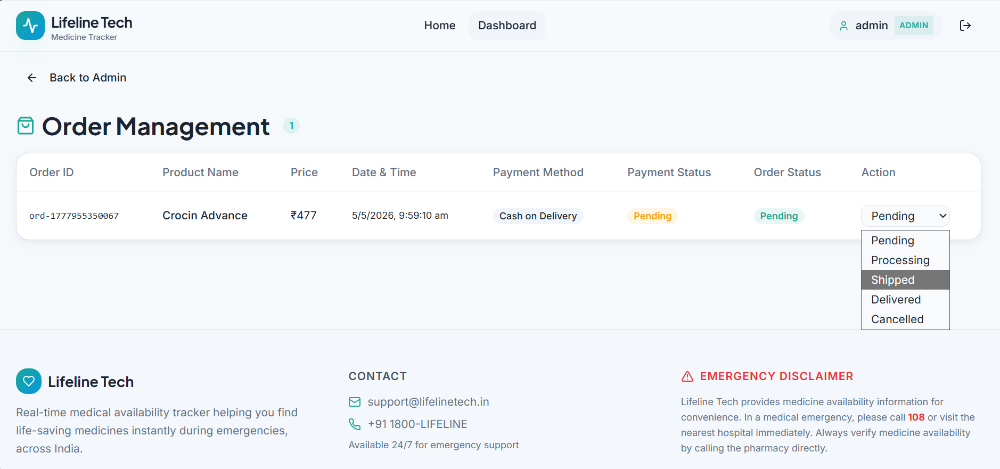 Lifeline Tech
Medicine Tracker
Home
Dashboard
admin
ADMIN
Back to Admin
Order Management
1
Order ID
Product Name
Price
Date & Time
Payment Method
Payment Status
Order Status
Action
ord-1777955350067
Crocin Advance
₹477
5/5/2026, 9:59:10 am
Cash on Delivery
Pending
Pending
Pending
Pending
Processing
Shipped
Delivered
Cancelled
Lifeline Tech
Real-time medical availability tracker helping you find
life-saving medicines instantly during emergencies,
across India.
CONTACT
support@lifelinetech.in
+91 1800-LIFELINE
Available 24/7 for emergency support
EMERGENCY DISCLAIMER
Lifeline Tech provides medicine availability information for
convenience. In a medical emergency, please call 108 or visit the
nearest hospital immediately. Always verify medicine availability
by calling the pharmacy directly.